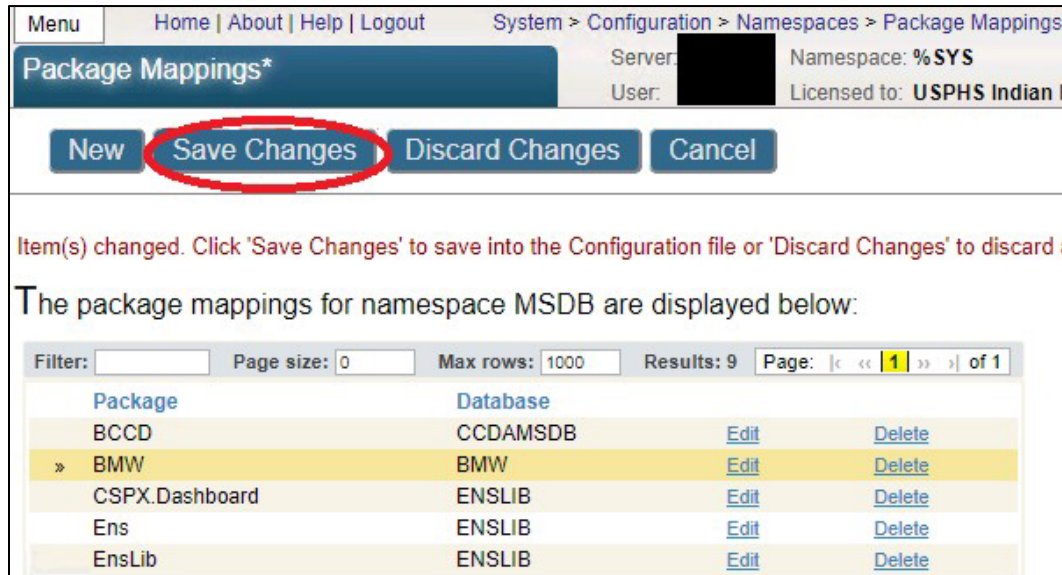 Menu Home | About | Help | Logout System > Configuration > Namespaces > Package Mappings
Package Mappings* Server: Namespace: %SYS
User: Licensed to: USPHS Indian
New Save Changes Discard Changes Cancel
Item(s) changed. Click 'Save Changes' to save into the Configuration file or 'Discard Changes' to discard
The package mappings for namespace MSDB are displayed below:
Filter: Page size: 0 Max rows: 1000 Results: 9 Page: |< << 1 >> >| of 1
Package Database
BCCD CCDAMSDB Edit Delete
» BMW BMW Edit Delete
CSPX.Dashboard ENSLIB Edit Delete
Ens ENSLIB Edit Delete
EnsLib ENSLIB Edit Delete